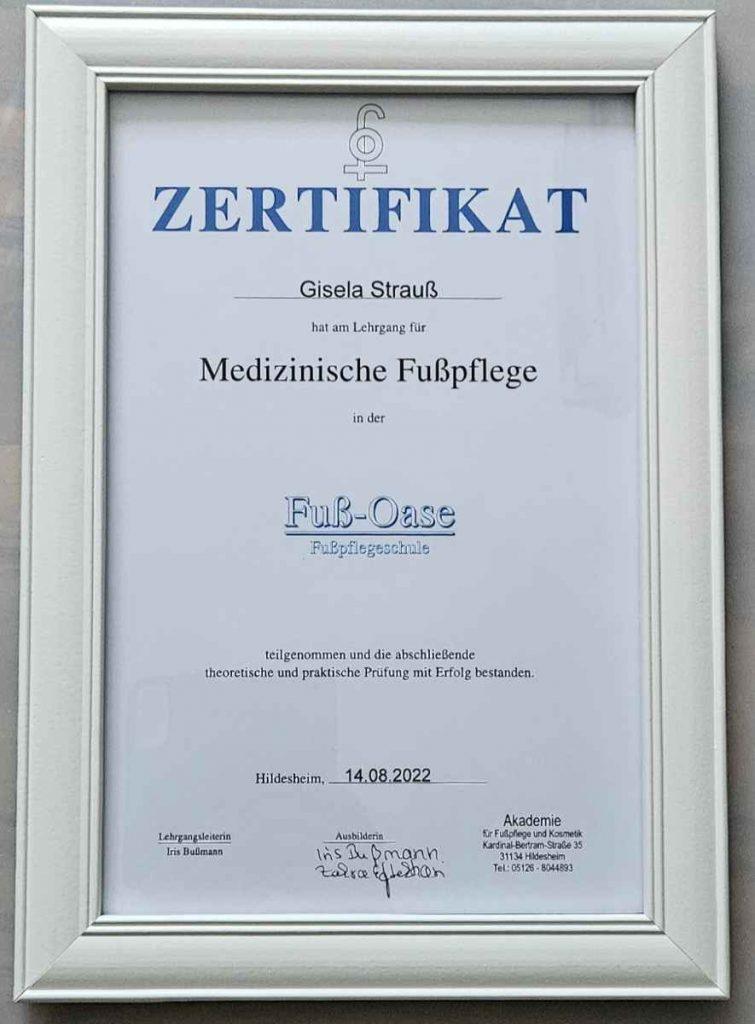 ZERTIFIKAT
Gisela Strauß
hat am Lehrgang für
Medizinische Fußpflege
in der
Fuß-Oase
Fußpflegeschule
teilgenommen und die abschließende
theoretische und praktische Prüfung mit Erfolg bestanden.
Hildesheim, 14.08.2022
Lehrgangsleiterin
Iris Bußmann
Ausbilderin
Iris Bußmann
Akademie
für Fußpflege und Kosmetik
Kardinal-Bertram-Straße 35
31134 Hildesheim
Tel.: 05126 - 8044893